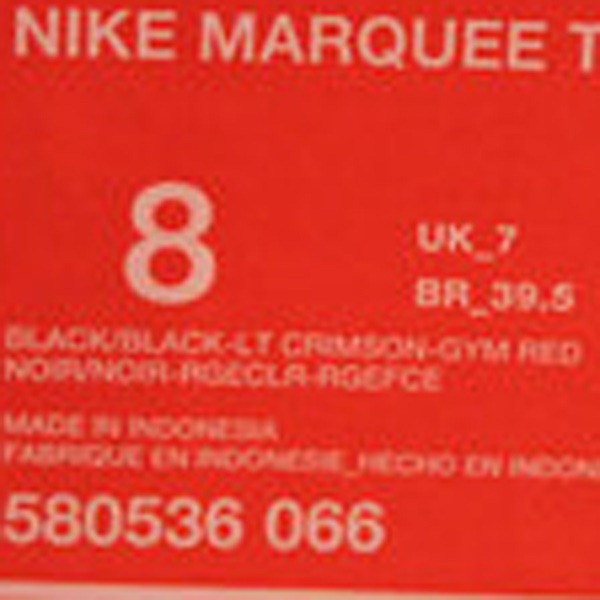 NIKE MARQUEE T
8
UK_7
BR_39.5
BLACK/BLACK-LT CRIMSON-GYM RED
NOIR/NOIR-RGECLR-RGEFCE
MADE IN INDONESIA
FABRIQUE EN INDONESIE_HECHO EN INDON
580536 066